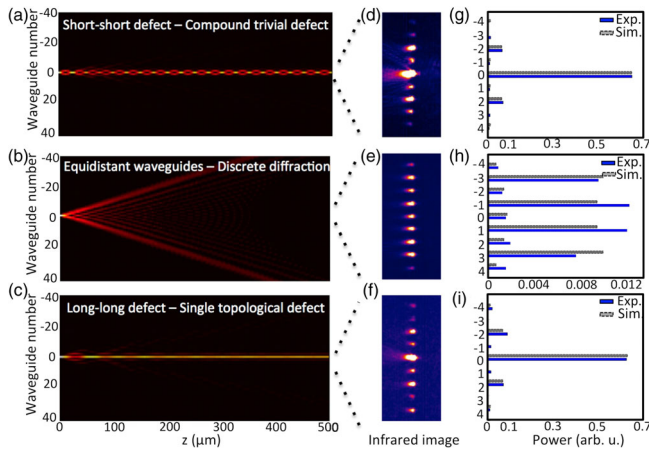 (a) Short-short defect – Compound trivial defect
Waveguide number
-40
-20
0
20
40
(d)
(g)
-4
-3
-2
-1
0
1
2
3
4
Exp.
Sim.
0 0.1 0.3 0.5 0.7
(b) Equidistant waveguides – Discrete diffraction
Waveguide number
-40
-20
0
20
40
(e)
(h)
-4
-3
-2
-1
0
1
2
3
4
Exp.
Sim.
0 0.004 0.008 0.012
(c) Long-long defect – Single topological defect
Waveguide number
-40
-20
0
20
40
0 100 200 300 400 500
z (μm)
(f)
Infrared image
(i)
-4
-3
-2
-1
0
1
2
3
4
Exp.
Sim.
0 0.1 0.3 0.5 0.7
Power (arb. u.)